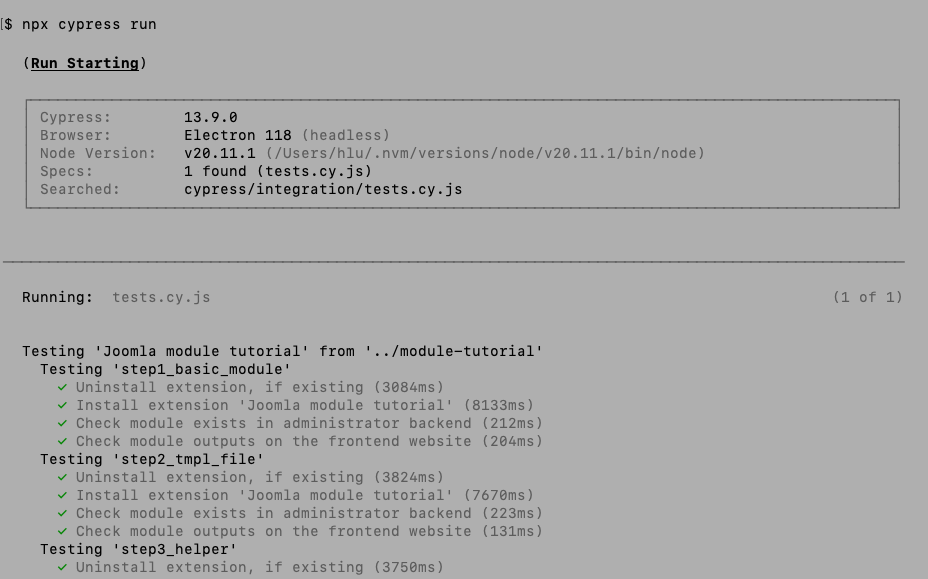 [$ npx cypress run
(Run Starting)
Cypress: 13.9.0
Browser: Electron 118 (headless)
Node Version: v20.11.1 (/Users/hlu/.nvm/versions/node/v20.11.1/bin/node)
Specs: 1 found (tests.cy.js)
Searched: cypress/integration/tests.cy.js
Running: tests.cy.js (1 of 1)
Testing 'Joomla module tutorial' from '../module-tutorial'
Testing 'step1_basic_module'
✓ Uninstall extension, if existing (3084ms)
✓ Install extension 'Joomla module tutorial' (8133ms)
✓ Check module exists in administrator backend (212ms)
✓ Check module outputs on the frontend website (204ms)
Testing 'step2_tmpl_file'
✓ Uninstall extension, if existing (3824ms)
✓ Install extension 'Joomla module tutorial' (7670ms)
✓ Check module exists in administrator backend (223ms)
✓ Check module outputs on the frontend website (131ms)
Testing 'step3_helper'
✓ Uninstall extension, if existing (3750ms)